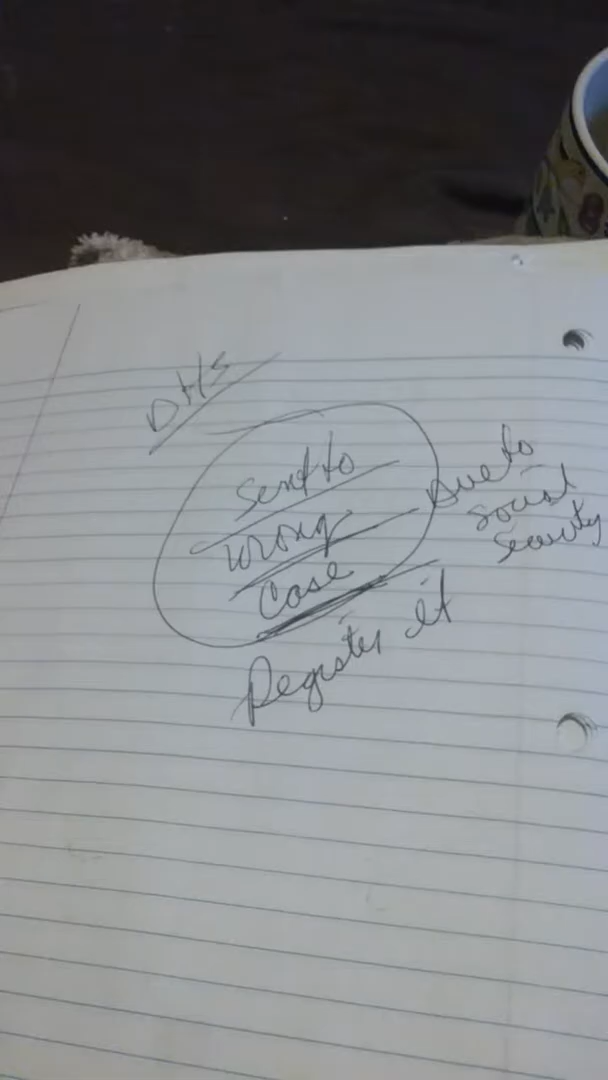 DHS
Sent to
Wrong
Case
Due to
Social
Security
Register it